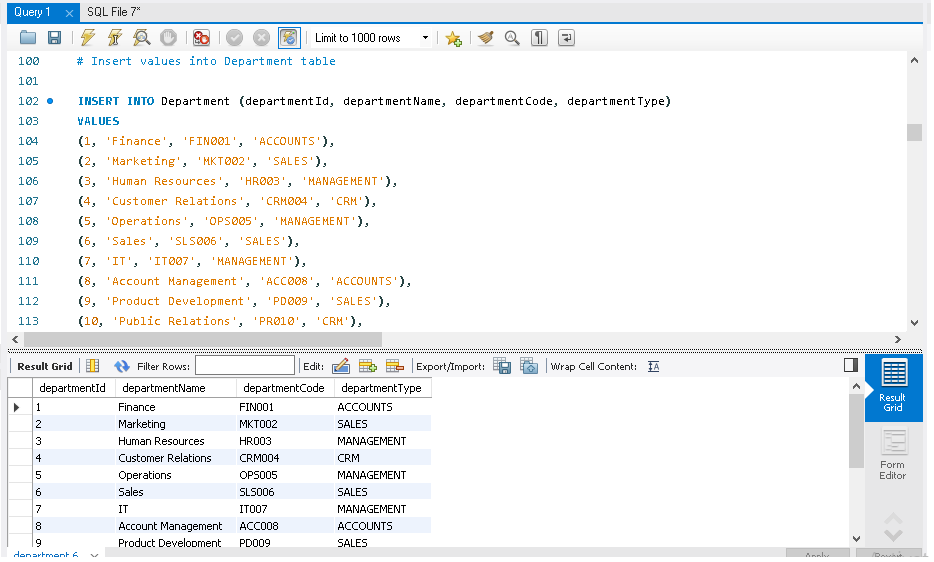 Query 1 × SQL File 7*
Limit to 1000 rows
100 # Insert values into Department table
101
102 INSERT INTO Department (departmentId, departmentName, departmentCode, departmentType)
103 VALUES
104 (1, 'Finance', 'FIN001', 'ACCOUNTS'),
105 (2, 'Marketing', 'MKT002', 'SALES'),
106 (3, 'Human Resources', 'HR003', 'MANAGEMENT'),
107 (4, 'Customer Relations', 'CRM004', 'CRM'),
108 (5, 'Operations', 'OPS005', 'MANAGEMENT'),
109 (6, 'Sales', 'SLS006', 'SALES'),
110 (7, 'IT', 'IT007', 'MANAGEMENT'),
111 (8, 'Account Management', 'ACC008', 'ACCOUNTS'),
112 (9, 'Product Development', 'PD009', 'SALES'),
113 (10, 'Public Relations', 'PR010', 'CRM'),
Result Grid Filter Rows: Edit: Export/Import: Wrap Cell Content:
departmentId departmentName departmentCode departmentType
1 Finance FIN001 ACCOUNTS
2 Marketing MKT002 SALES
3 Human Resources HR003 MANAGEMENT
4 Customer Relations CRM004 CRM
5 Operations OPS005 MANAGEMENT
6 Sales SLS006 SALES
7 IT IT007 MANAGEMENT
8 Account Management ACC008 ACCOUNTS
9 Product Development PD009 SALES
Result
Grid
Form
Editor
department 6 Apply Revert